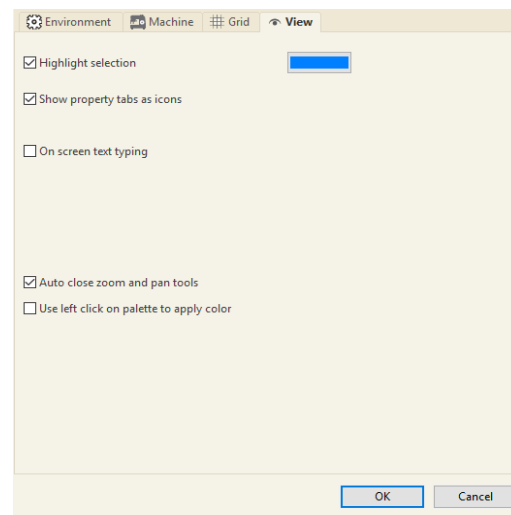 Environment Machine Grid View
Highlight selection
Show property tabs as icons
On screen text typing
Auto close zoom and pan tools
Use left click on palette to apply color
OK Cancel